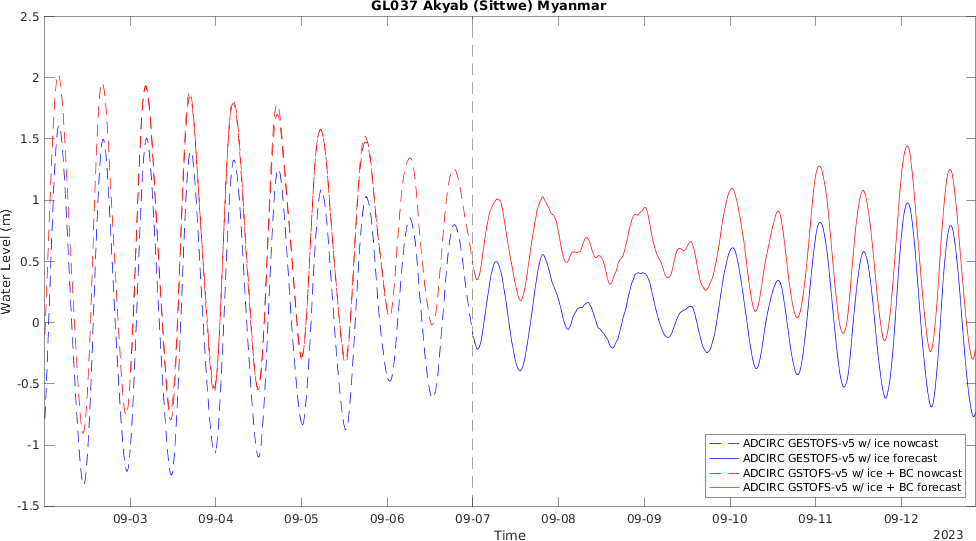 GL037 Akyab (Sittwe) Myanmar
2.5
2
1.5
1
0.5
0
-0.5
-1
-1.5
Water Level (m)
09-03
09-04
09-05
09-06
09-07
09-08
09-09
09-10
09-11
09-12
Time
2023
ADCIRC GESTOFS-v5 w/ ice nowcast
ADCIRC GESTOFS-v5 w/ ice forecast
ADCIRC GSTOFS-v5 w/ ice + BC nowcast
ADCIRC GSTOFS-v5 w/ ice + BC forecast